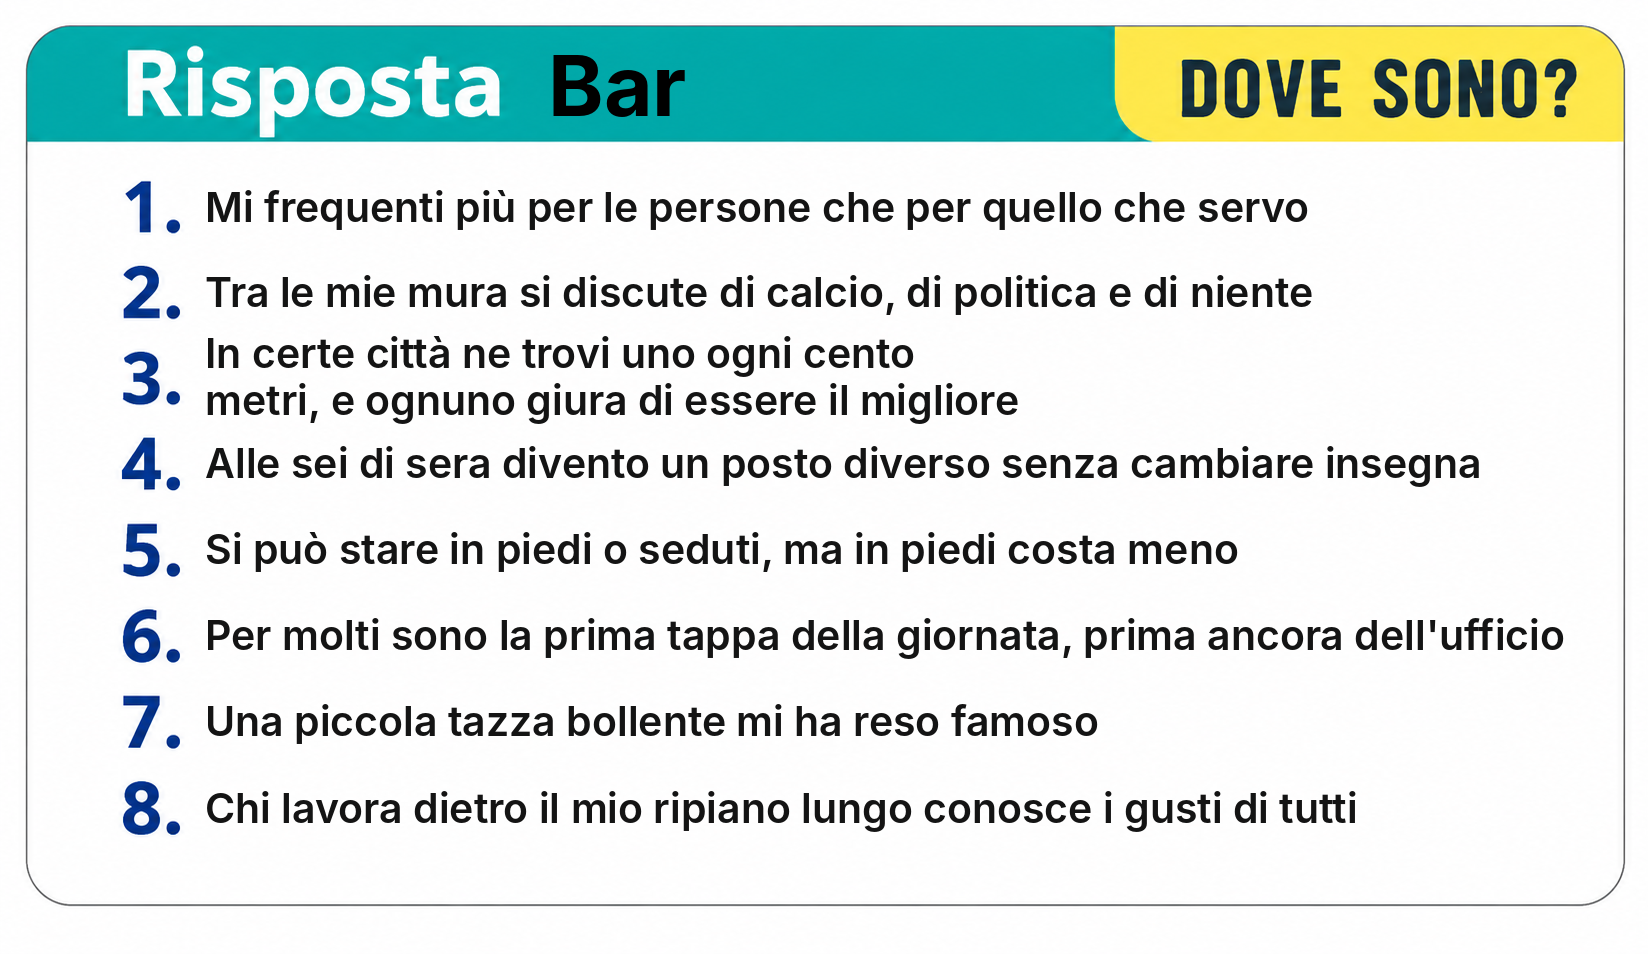 Risposta Bar
DOVE SONO?
1. Mi frequenti più per le persone che per quello che servo
2. Tra le mie mura si discute di calcio, di politica e di niente
3. In certe città ne trovi uno ogni cento
metri, e ognuno giura di essere il migliore
4. Alle sei di sera divento un posto diverso senza cambiare insegna
5. Si può stare in piedi o seduti, ma in piedi costa meno
6. Per molti sono la prima tappa della giornata, prima ancora dell'ufficio
7. Una piccola tazza bollente mi ha reso famoso
8. Chi lavora dietro il mio ripiano lungo conosce i gusti di tutti